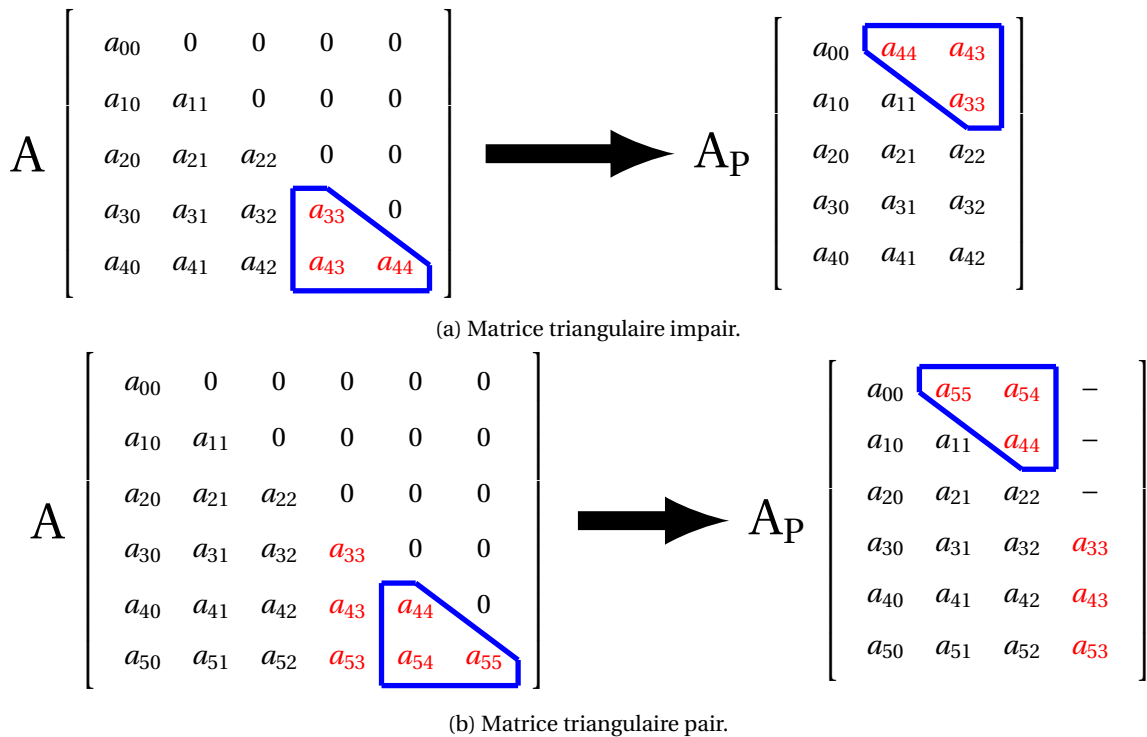 a00 0 0 0 0 a00 a44 a43
a10 a11 0 0 0 a10 a11 a33
A a20 a21 a22 0 0 AP a20 a21 a22
a30 a31 a32 a33 0 a30 a31 a32
a40 a41 a42 a43 a44 a40 a41 a42
(a) Matrice triangulaire impair.
a00 0 0 0 0 0 a00 a55 a54 –
a10 a11 0 0 0 0 a10 a11 a44 –
A a20 a21 a22 0 0 0 AP a20 a21 a22 –
a30 a31 a32 a33 0 0 a30 a31 a32 a33
a40 a41 a42 a43 a44 0 a40 a41 a42 a43
a50 a51 a52 a53 a54 a55 a50 a51 a52 a53
(b) Matrice triangulaire pair.